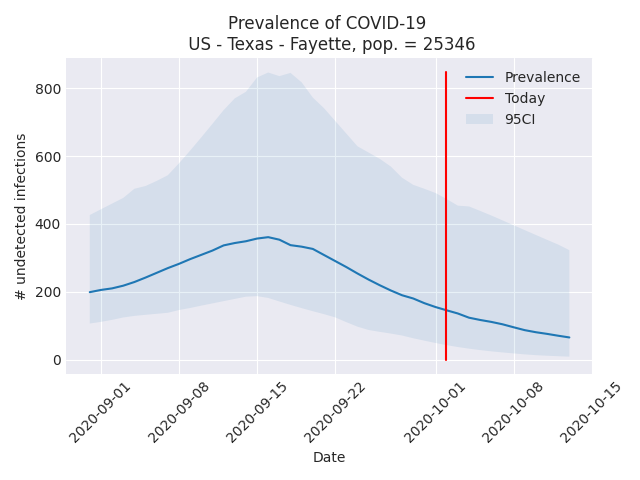 Prevalence of COVID-19
US - Texas - Fayette, pop. = 25346
# undetected infections
800
600
400
200
0
Prevalence
Today
95CI
2020-09-01
2020-09-08
2020-09-15
2020-09-22
2020-10-01
2020-10-08
2020-10-15
Date